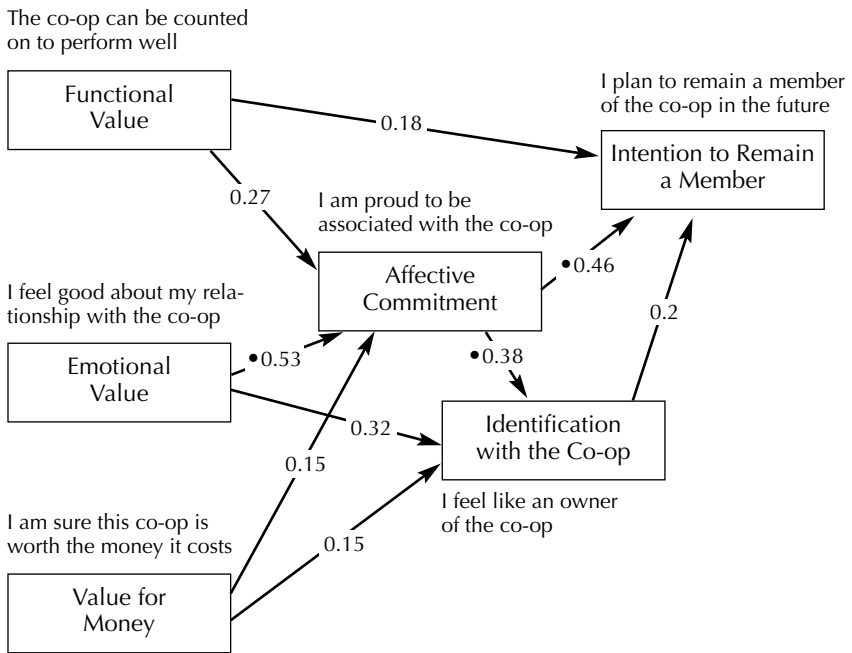 The co-op can be counted
on to perform well
Functional
Value
I plan to remain a member
of the co-op in the future
Intention to Remain
a Member
0.18
0.27
I am proud to be
associated with the co-op
Affective
Commitment
•0.46
I feel good about my rela-
tionship with the co-op
Emotional
Value
•0.53
•0.38
0.2
0.32
Identification
with the Co-op
0.15
I feel like an owner
of the co-op
I am sure this co-op is
worth the money it costs
0.15
Value for
Money